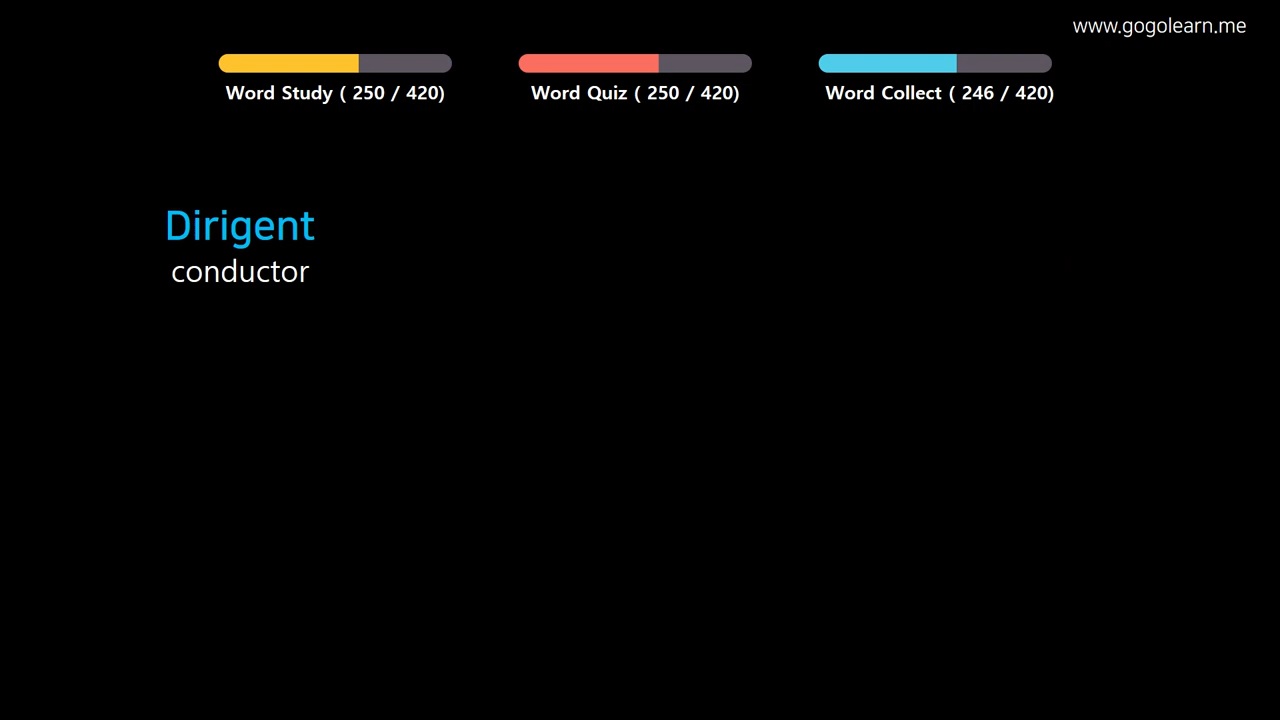 www.gogolearn.me
Word Study ( 250 / 420)
Word Quiz ( 250 / 420)
Word Collect ( 246 / 420)
Dirigent
conductor